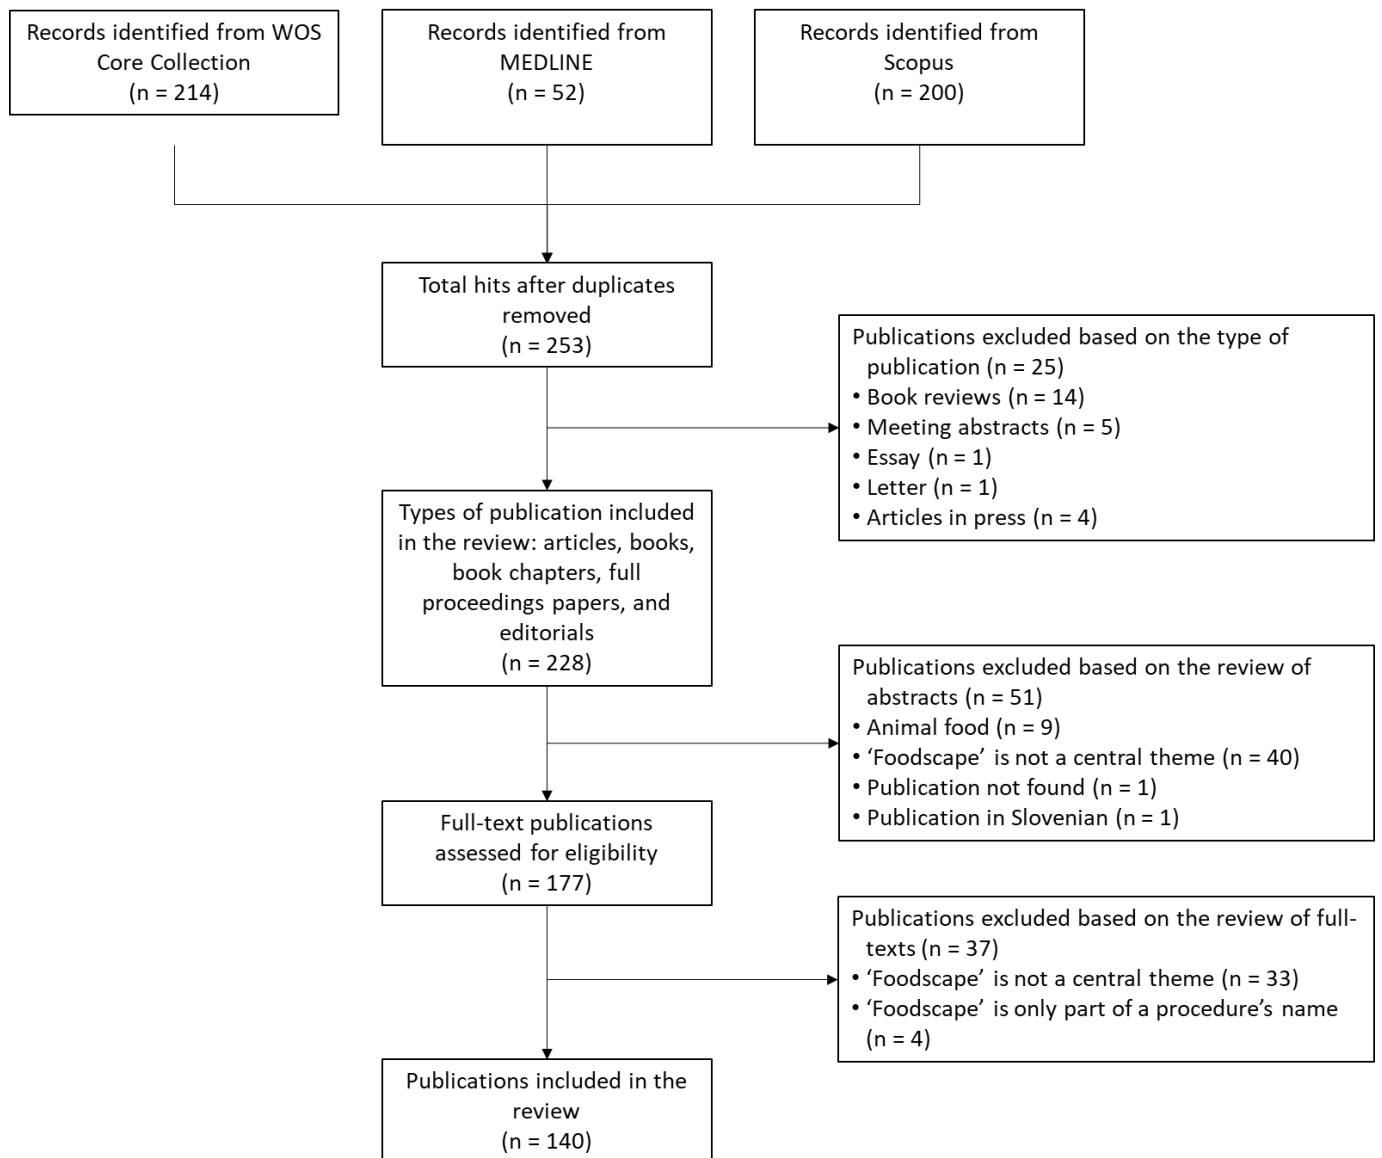 Records identified from WOS
Core Collection
(n = 214)
Records identified from
MEDLINE
(n = 52)
Records identified from
Scopus
(n = 200)
Total hits after duplicates
removed
(n = 253)
Publications excluded based on the type of
publication (n = 25)
• Book reviews (n = 14)
• Meeting abstracts (n = 5)
• Essay (n = 1)
• Letter (n = 1)
• Articles in press (n = 4)
Types of publication included
in the review: articles, books,
book chapters, full
proceedings papers, and
editorials
(n = 228)
Publications excluded based on the review of
abstracts (n = 51)
• Animal food (n = 9)
• ‘Foodscape’ is not a central theme (n = 40)
• Publication not found (n = 1)
• Publication in Slovenian (n = 1)
Full-text publications
assessed for eligibility
(n = 177)
Publications excluded based on the review of full-
texts (n = 37)
• ‘Foodscape’ is not a central theme (n = 33)
• ‘Foodscape’ is only part of a procedure’s name
(n = 4)
Publications included in the
review
(n = 140)